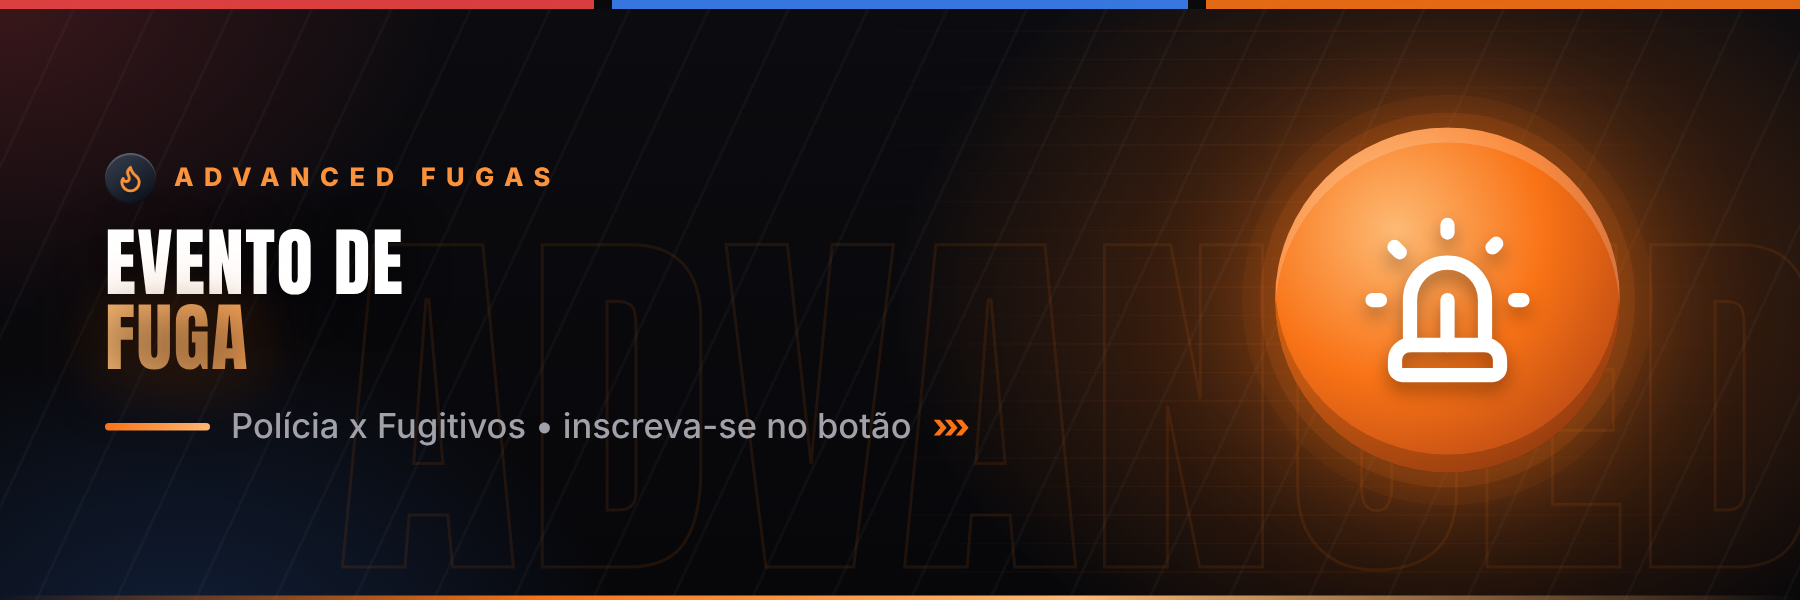 ADVANCED FUGAS
EVENTO DE
FUGA
Polícia x Fugitivos • inscreva-se no botão
ADVANCED